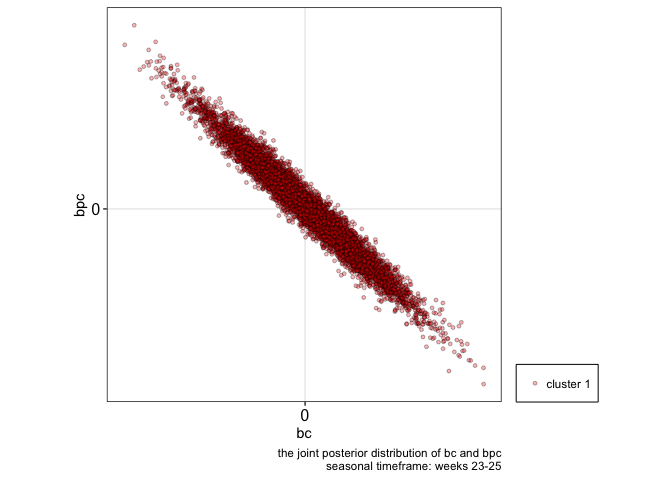 bpc
0
0
bc
cluster 1
the joint posterior distribution of bc and bpc
seasonal timeframe: weeks 23-25